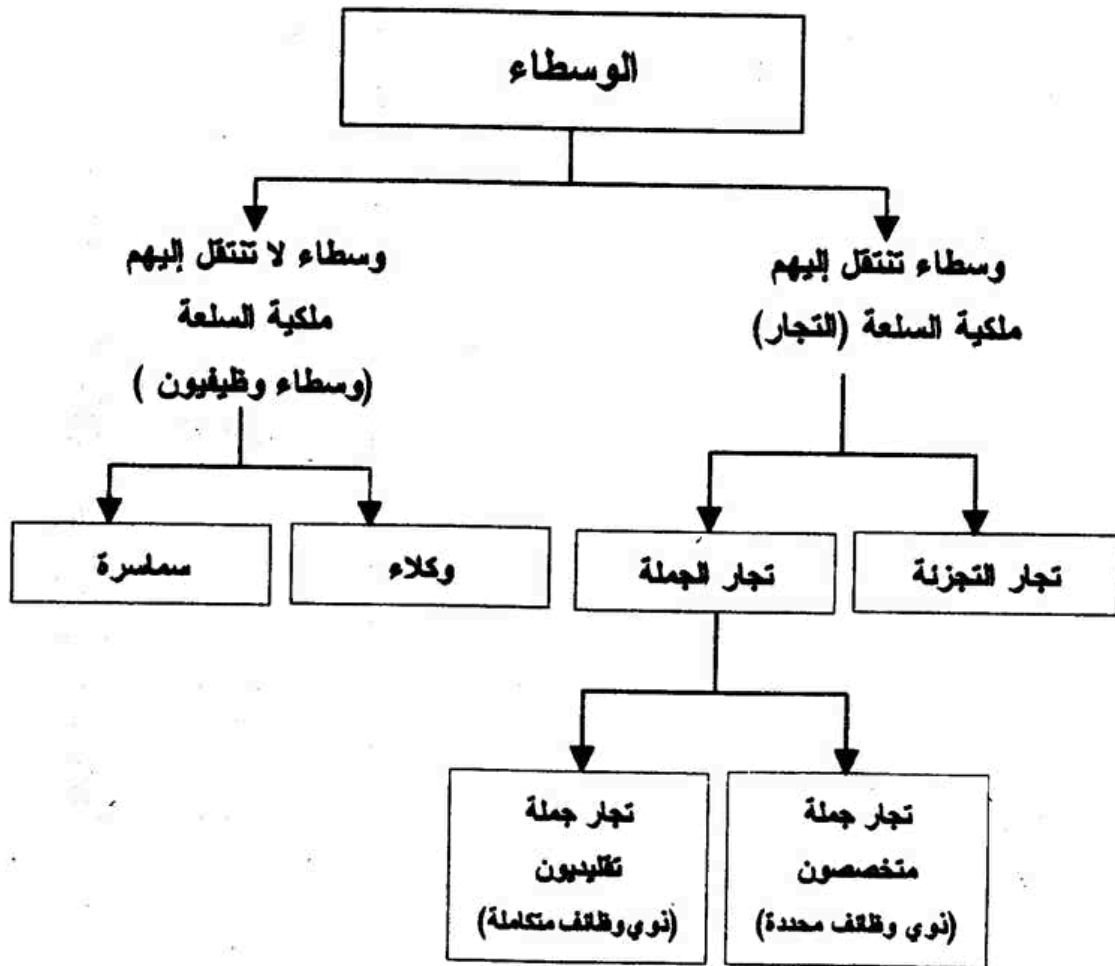 الوسطاء
وسطاء تنتقل إليهم
ملكية السلعة (التجار)
وسطاء لا تنتقل إليهم
ملكية السلعة
(وسطاء وظيفيون )
تجار التجزئة
تجار الجملة
وكلاء
سماسرة
تجار جملة
متخصصون
(ذوي وظائف محددة)
تجار جملة
تقليديون
(ذوي وظائف متكاملة)